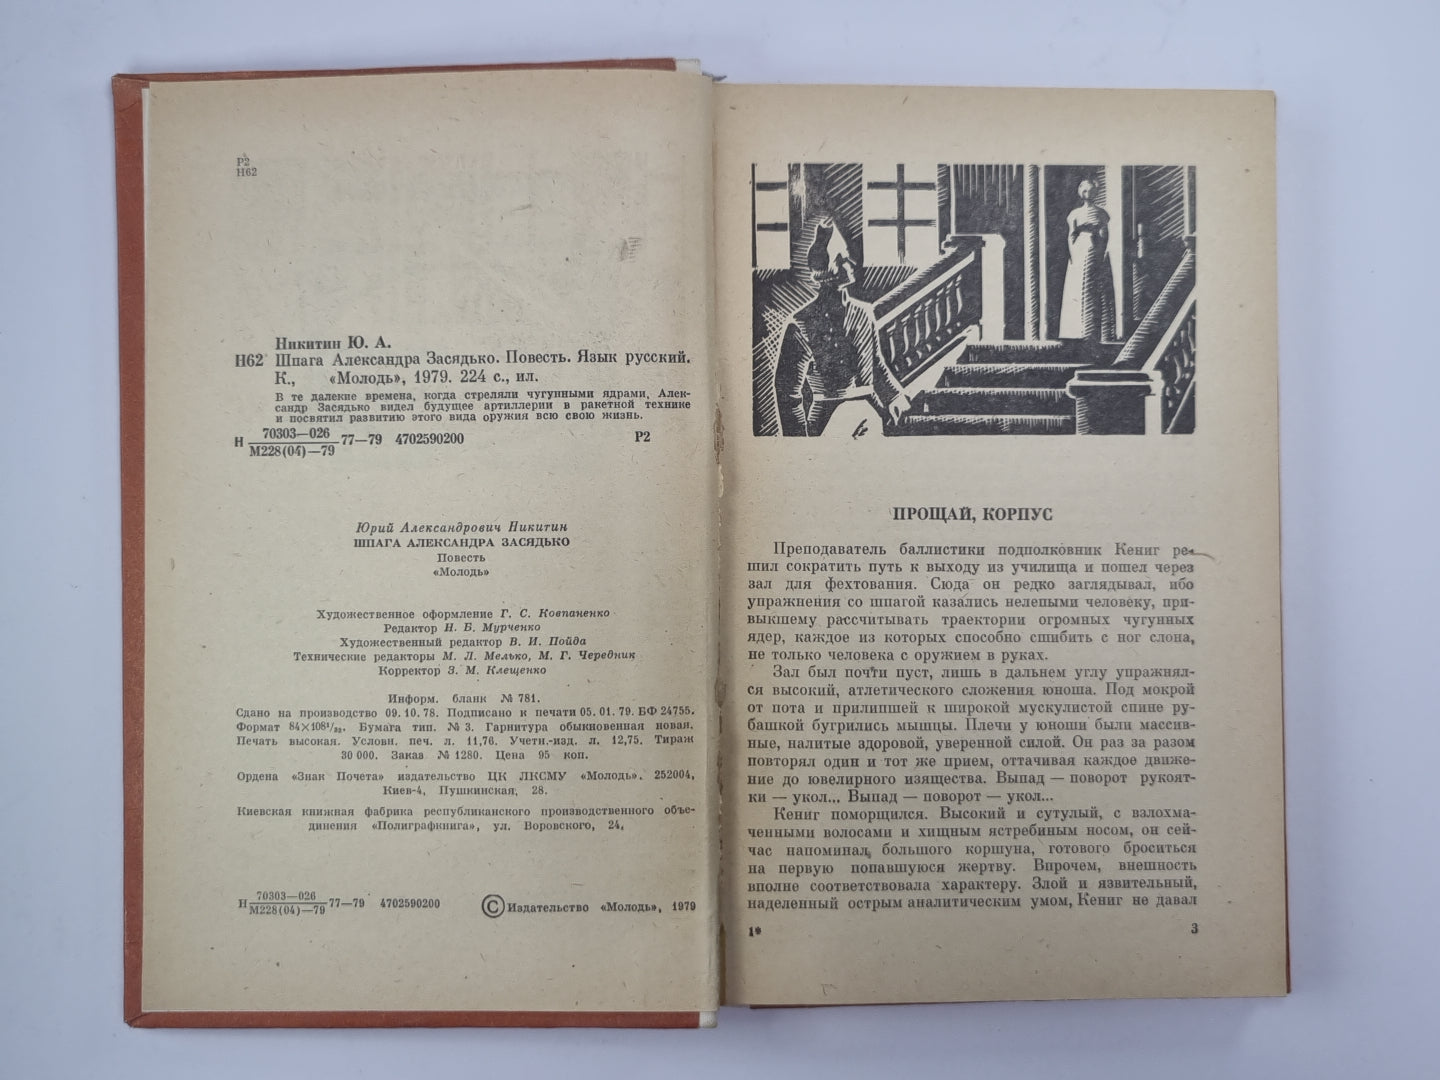 Р2
Н62
Никитин Ю. А.
Н62 Шпага Александра Засядько. Повесть. Язык русский.
К., «Молодь», 1979. 224 с., ил.
В те далекие времена, когда стреляли чугунными ядрами, Алек-
сандр Засядько видел будущее артиллерии в ракетной технике
и посвятил развитию этого вида оружия всю свою жизнь.
Н 70303—026 77—79 4702590200 Р2
М228(04)—79
Юрий Александрович Никитин
ШПАГА АЛЕКСАНДРА ЗАСЯДЬКО
Повесть
«Молодь»
Художественное оформление Г. С. Ковпаненко
Редактор Н. Б. Мурченко
Художественный редактор В. И. Пойда
Технические редакторы М. Л. Мелько, М. Г. Чередник
Корректор З. М. Клещенко
Информ. бланк № 781.
Сдано на производство 09.10.78. Подписано к печати 05.01.79. БФ 24755.
Формат 84×108¹/₃₂. Бумага тип. № 3. Гарнитура обыкновенная новая.
Печать высокая. Условн. печ. л. 11,76. Учетн.-изд. л. 12,75. Тираж
30 000. Заказ № 1280. Цена 95 коп.
Ордена «Знак Почета» издательство ЦК ЛКСМУ «Молодь». 252004,
Киев-4, Пушкинская, 28.
Киевская книжная фабрика республиканского производственного объе-
динения «Полиграфкнига», ул. Воровского, 24.
Н 70303—026 77—79 4702590200 © Издательство «Молодь», 1979
М228(04)—79
ПРОЩАЙ, КОРПУС
Преподаватель баллистики подполковник Кениг ре-
шил сократить путь к выходу из училища и пошел через
зал для фехтования. Сюда он редко заглядывал, ибо
упражнения со шпагой казались нелепыми человеку, при-
выкшему рассчитывать траектории огромных чугунных
ядер, каждое из которых способно сшибить с ног слона,
не только человека с оружием в руках.
Зал был почти пуст, лишь в дальнем углу упражнял-
ся высокий, атлетического сложения юноша. Под мокрой
от пота и прилипшей к широкой мускулистой спине ру-
башкой бугрились мышцы. Плечи у юноши были массив-
ные, налитые здоровой, уверенной силой. Он раз за разом
повторял один и тот же прием, оттачивая каждое движе-
ние до ювелирного изящества. Выпад — поворот рукоят-
ки — укол... Выпад — поворот — укол...
Кениг поморщился. Высокий и сутулый, с взлохма-
ченными волосами и хищным ястребиным носом, он сей-
час напоминал большого коршуна, готового броситься
на первую попавшуюся жертву. Впрочем, внешность
вполне соответствовала характеру. Злой и язвительный,
наделенный острым аналитическим умом, Кениг не давал
1* 3